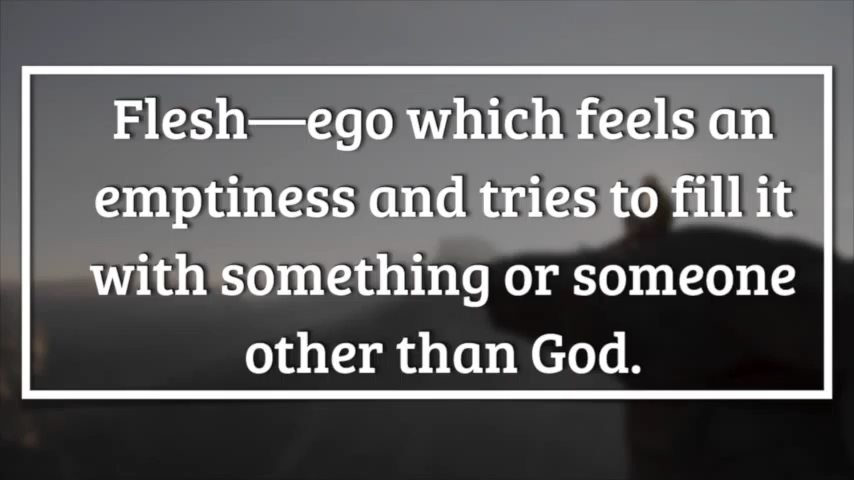 Flesh—ego which feels an
emptiness and tries to fill it
with something or someone
other than God.